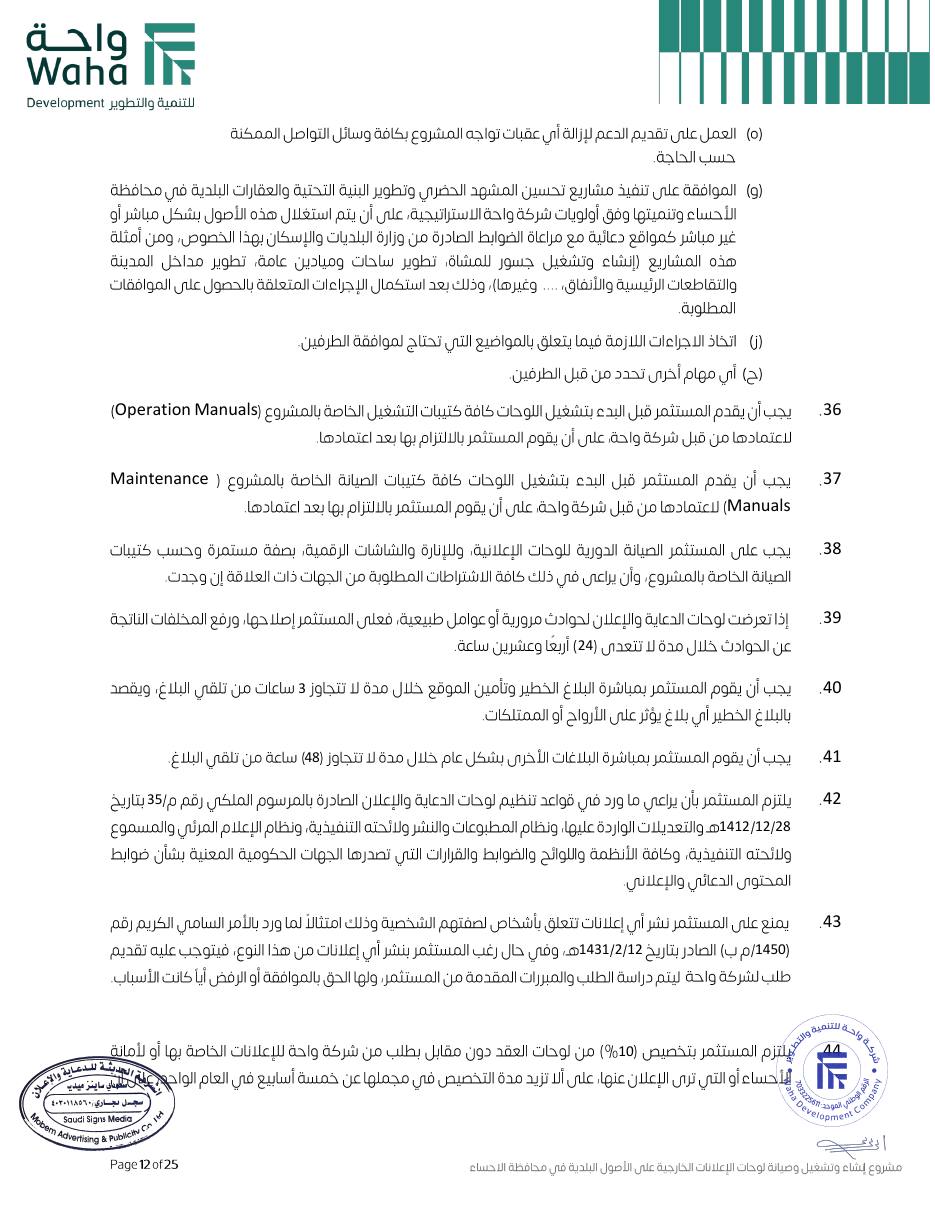 واحة
Waha
Development للتنمية والتطوير
(o) العمل على تقديم الدعم لإزالة أي عقبات تواجه المشروع بكافة وسائل التواصل الممكنة
حسب الحاجة.
(g) الموافقة على تنفيذ مشاريع تحسين المشهد الحضري وتطوير البنية التحتية والعقارات البلدية في محافظة
الأحساء وتنميتها وفق أولويات شركة واحة الاستراتيجية، على أن يتم استغلال هذه الأصول بشكل مباشر أو
غير مباشر كمواقع دعائية مع مراعاة الضوابط الصادرة من وزارة البلديات والإسكان بهذا الخصوص، ومن أمثلة
هذه المشاريع (إنشاء وتشغيل جسور للمشاة، تطوير ساحات وميادين عامة، تطوير مداخل المدينة
والتقاطعات الرئيسية والأنفاق، .... وغيرها)، وذلك بعد استكمال الإجراءات المتعلقة بالحصول على الموافقات
المطلوبة.
(j) اتخاذ الاجراءات اللازمة فيما يتعلق بالمواضيع التي تحتاج لموافقة الطرفين.
(ح) أي مهام أخرى تحدد من قبل الطرفين.
36. يجب أن يقدم المستثمر قبل البدء بتشغيل اللوحات كافة كتيبات التشغيل الخاصة بالمشروع (Operation Manuals)
لاعتمادها من قبل شركة واحة، على أن يقوم المستثمر بالالتزام بها بعد اعتمادها.
37. يجب أن يقدم المستثمر قبل البدء بتشغيل اللوحات كافة كتيبات الصيانة الخاصة بالمشروع ( Maintenance
Manuals) لاعتمادها من قبل شركة واحة، على أن يقوم المستثمر بالالتزام بها بعد اعتمادها.
38. يجب على المستثمر الصيانة الدورية للوحات الإعلانية، وللإنارة والشاشات الرقمية، بصفة مستمرة وحسب كتيبات
الصيانة الخاصة بالمشروع، وأن يراعى في ذلك كافة الاشتراطات المطلوبة من الجهات ذات العلاقة إن وجدت.
39. إذا تعرضت لوحات الدعاية والإعلان لحوادث مرورية أو عوامل طبيعية، فعلى المستثمر إصلاحها، ورفع المخلفات الناتجة
عن الحوادث خلال مدة لا تتعدى (24) أربعًا وعشرين ساعة.
40. يجب أن يقوم المستثمر بمباشرة البلاغ الخطير وتأمين الموقع خلال مدة لا تتجاوز 3 ساعات من تلقي البلاغ، ويقصد
بالبلاغ الخطير أي بلاغ يؤثر على الأرواح أو الممتلكات.
41. يجب أن يقوم المستثمر بمباشرة البلاغات الأخرى بشكل عام خلال مدة لا تتجاوز (48) ساعة من تلقي البلاغ.
42. يلتزم المستثمر بأن يراعي ما ورد في قواعد تنظيم لوحات الدعاية والإعلان الصادرة بالمرسوم الملكي رقم م/35 بتاريخ
1412/12/28هـ والتعديلات الواردة عليها، ونظام المطبوعات والنشر ولائحته التنفيذية، ونظام الإعلام المرئي والمسموع
ولائحته التنفيذية، وكافة الأنظمة واللوائح والضوابط والقرارات التي تصدرها الجهات الحكومية المعنية بشأن ضوابط
المحتوى الدعائي والإعلاني.
43. يمنع على المستثمر نشر أي إعلانات تتعلق بأشخاص لصفتهم الشخصية وذلك امتثالاً لما ورد بالأمر السامي الكريم رقم
(1450/م ب) الصادر بتاريخ 1431/2/12هـ، وفي حال رغب المستثمر بنشر أي إعلانات من هذا النوع، فيتوجب عليه تقديم
طلب لشركة واحة ليتم دراسة الطلب والمبررات المقدمة من المستثمر، ولها الحق بالموافقة أو الرفض أياً كانت الأسباب.
44. يلتزم المستثمر بتخصيص (10%) من لوحات العقد دون مقابل بطلب من شركة واحة للإعلانات الخاصة بها أو لأمانة
الأحساء أو التي ترى الإعلان عنها، على ألا تزيد مدة التخصيص في مجملها عن خمسة أسابيع في العام الواحد
شركة واحة للتنمية والتطوير
الرقم الوطني الموحد:
Waha Development Company
الحديثة للدعاية والإعلان
سعودي ساينز ميديا
سجل تجاري/٤٠٣٠١١٨٥٦٠
Saudi Signs Media
Modern Advertising & Publicity Co. Ltd
Page 12 of 25
مشروع إنشاء وتشغيل وصيانة لوحات الإعلانات الخارجية على الأصول البلدية في محافظة الاحساء